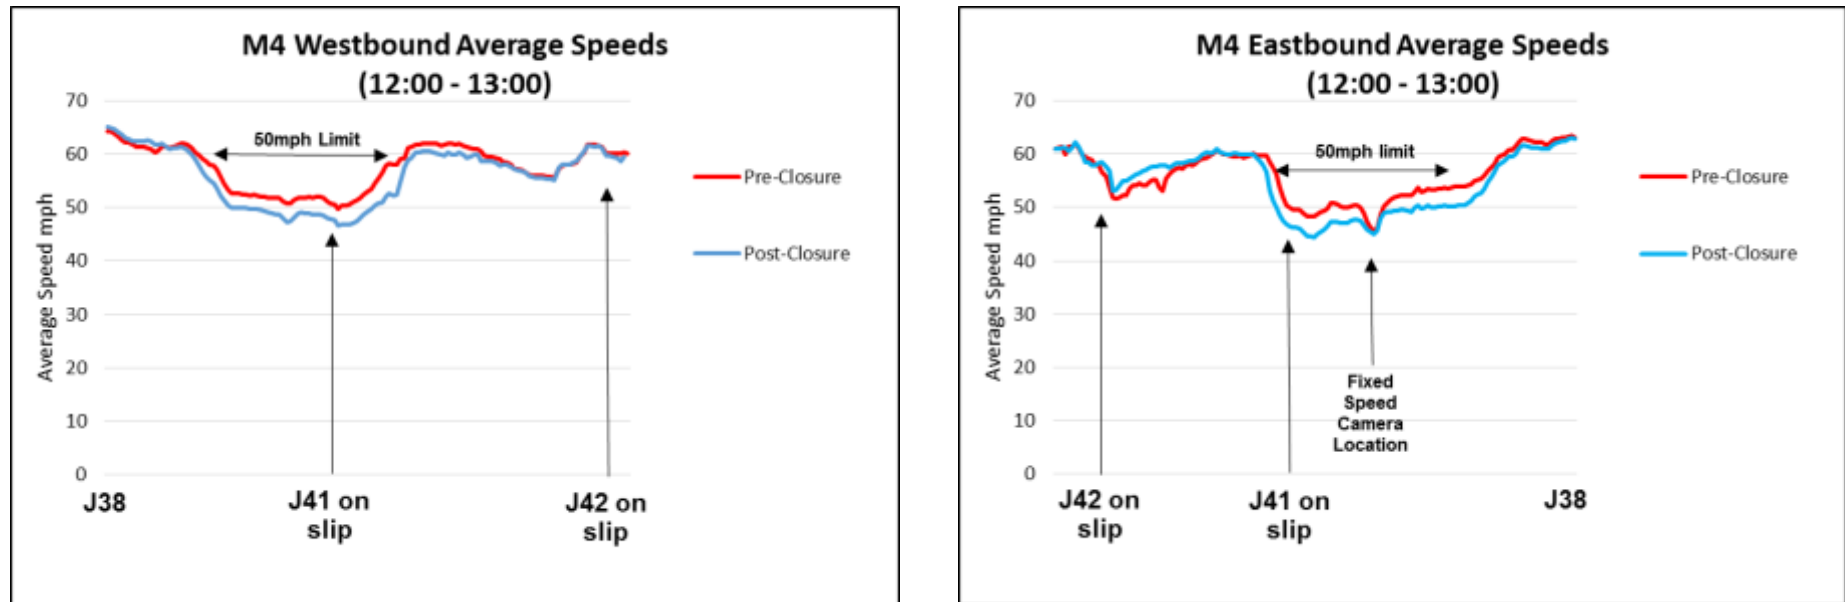 M4 Westbound Average Speeds
(12:00 - 13:00)
Average Speed mph
70
60
50
40
30
20
10
0
50mph Limit
J38
J41 on
slip
J42 on
slip
Pre-Closure
Post-Closure
M4 Eastbound Average Speeds
(12:00 - 13:00)
Average Speed mph
70
60
50
40
30
20
10
0
50mph limit
Fixed
Speed
Camera
Location
J42 on
slip
J41 on
slip
J38
Pre-Closure
Post-Closure